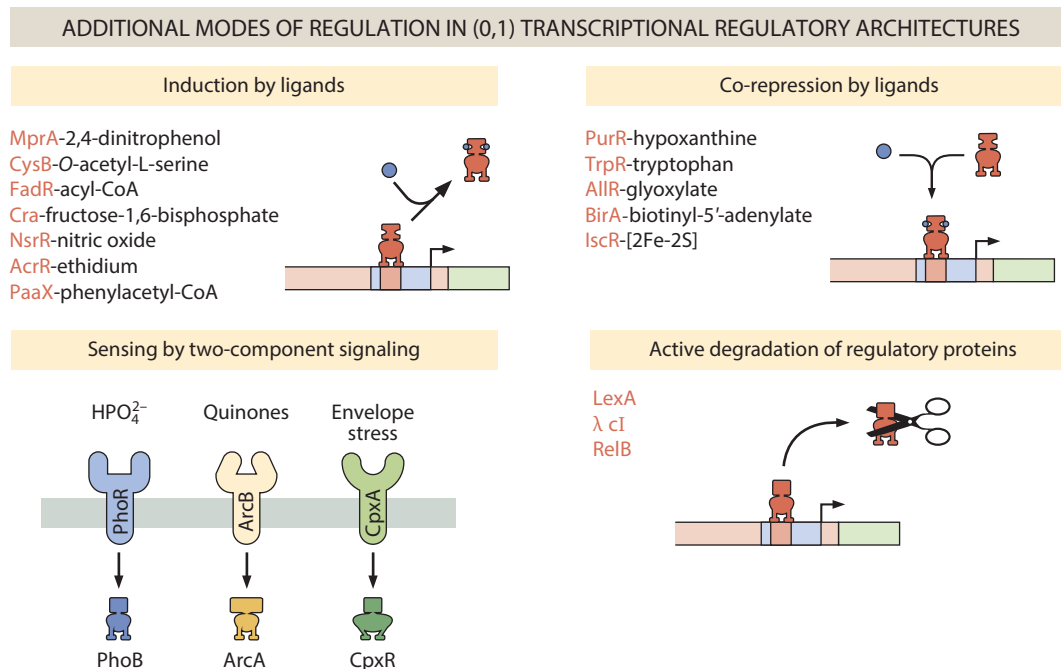 ADDITIONAL MODES OF REGULATION IN (0,1) TRANSCRIPTIONAL REGULATORY ARCHITECTURES
Induction by ligands
MprA-2,4-dinitrophenol
CysB-O-acetyl-L-serine
FadR-acyl-CoA
Cra-fructose-1,6-bisphosphate
NsrR-nitric oxide
AcrR-ethidium
PaaX-phenylacetyl-CoA
Co-repression by ligands
PurR-hypoxanthine
TrpR-tryptophan
AllR-glyoxylate
BirA-biotinyl-5′-adenylate
IscR-[2Fe-2S]
Sensing by two-component signaling
HPO₄²⁻
Quinones
Envelope
stress
PhoR
ArcB
CpxA
PhoB
ArcA
CpxR
Active degradation of regulatory proteins
LexA
λ cI
RelB